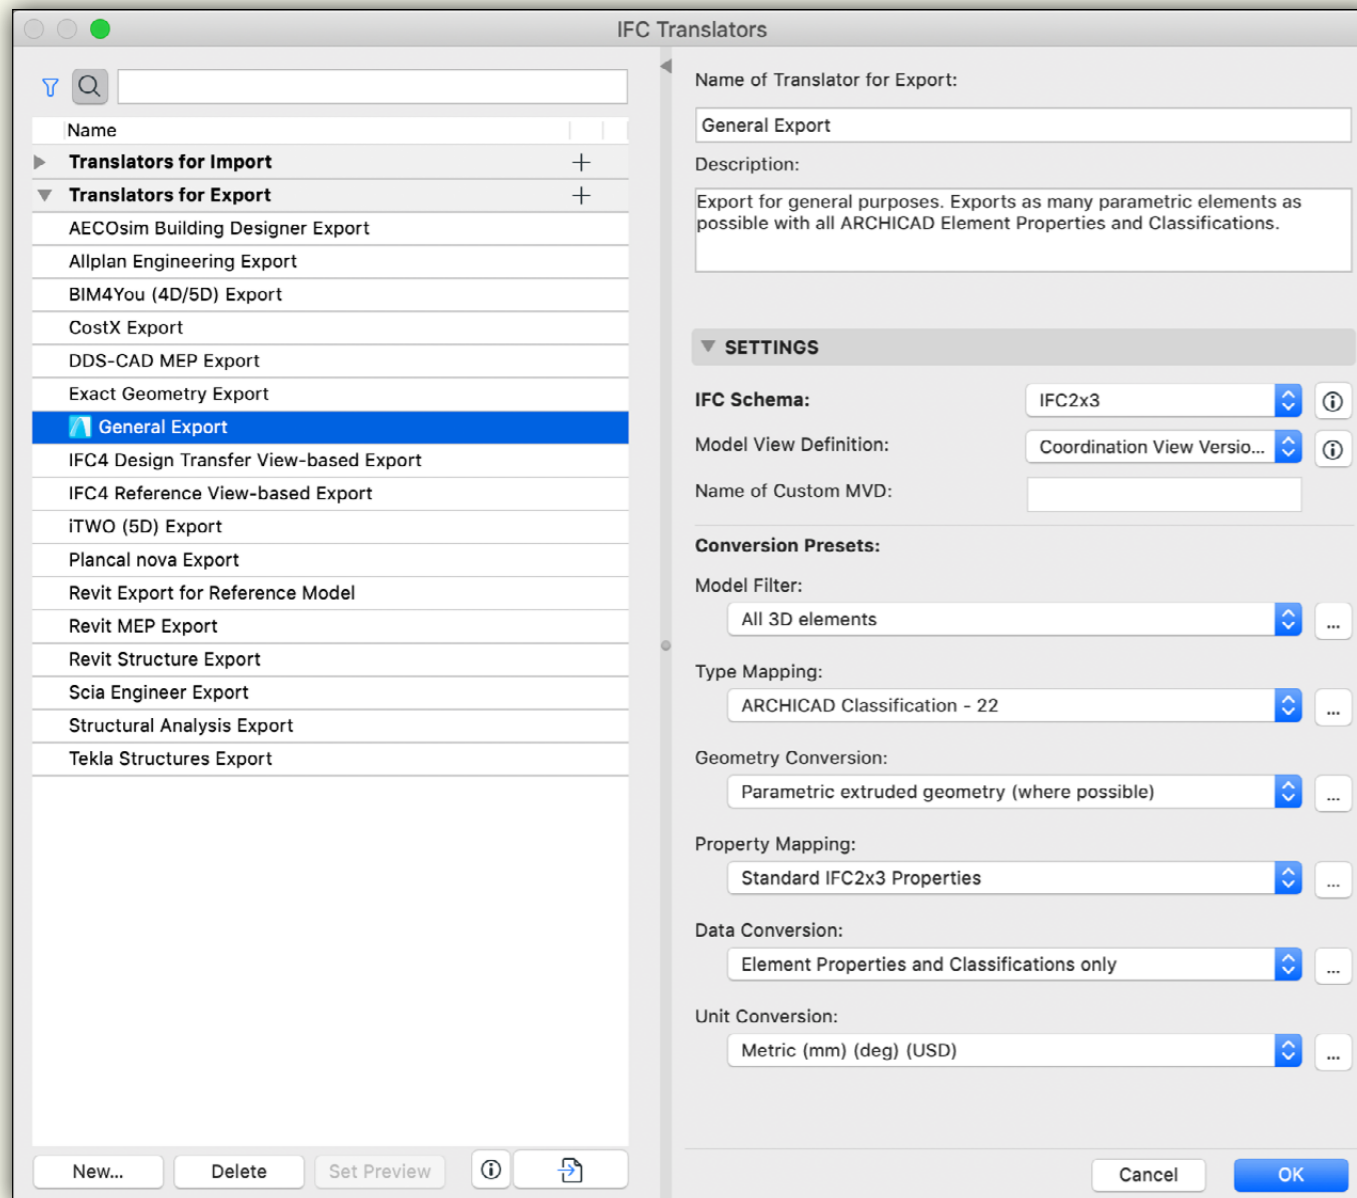 IFC Translators
Name
Translators for Import
Translators for Export
AECOsim Building Designer Export
Allplan Engineering Export
BIM4You (4D/5D) Export
CostX Export
DDS-CAD MEP Export
Exact Geometry Export
General Export
IFC4 Design Transfer View-based Export
IFC4 Reference View-based Export
iTWO (5D) Export
Plancal nova Export
Revit Export for Reference Model
Revit MEP Export
Revit Structure Export
Scia Engineer Export
Structural Analysis Export
Tekla Structures Export
New...
Delete
Set Preview
Name of Translator for Export:
General Export
Description:
Export for general purposes. Exports as many parametric elements as
possible with all ARCHICAD Element Properties and Classifications.
SETTINGS
IFC Schema:
IFC2x3
Model View Definition:
Coordination View Versio...
Name of Custom MVD:
Conversion Presets:
Model Filter:
All 3D elements
...
Type Mapping:
ARCHICAD Classification - 22
...
Geometry Conversion:
Parametric extruded geometry (where possible)
...
Property Mapping:
Standard IFC2x3 Properties
...
Data Conversion:
Element Properties and Classifications only
...
Unit Conversion:
Metric (mm) (deg) (USD)
...
Cancel
OK